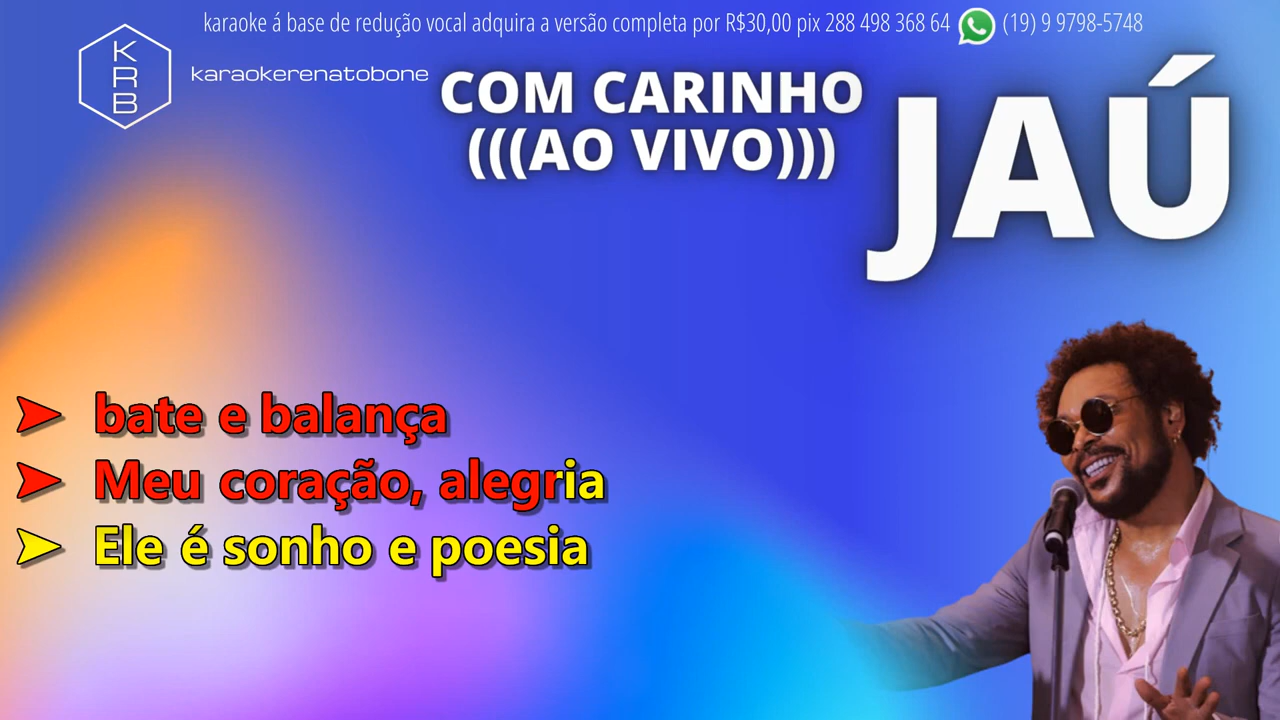 karaoke á base de redução vocal adquira a versão completa por R$30,00 pix 288 498 368 64 (19) 9 9798-5748
KRB
karaokerenatobone
COM CARINHO
(((AO VIVO)))
JAÚ
bate e balança
Meu coração, alegria
Ele é sonho e poesia